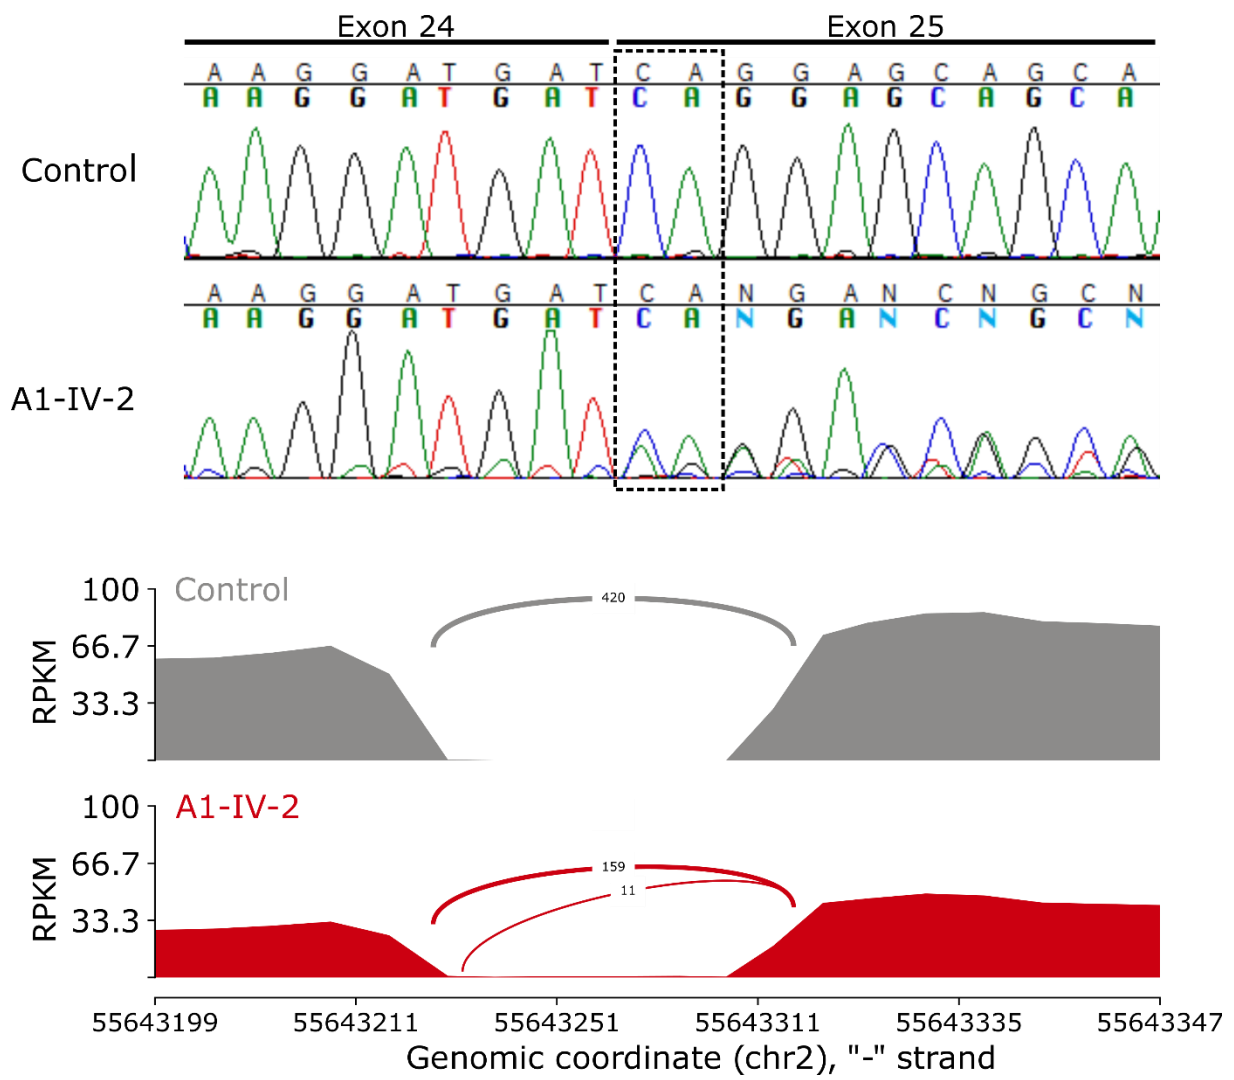 Exon 24 Exon 25
A A G G A T G A T C A G G A G C A G C A
A A G G A T G A T C A G G A G C A G C A
Control
A A G G A T G A T C A N G A N C N G C N
A A G G A T G A T C A N G A N C N G C N
A1-IV-2
100 Control
420
66.7
33.3
RPKM
100 A1-IV-2
66.7
159
11
33.3
RPKM
55643199 55643211 55643251 55643311 55643335 55643347
Genomic coordinate (chr2), "-" strand